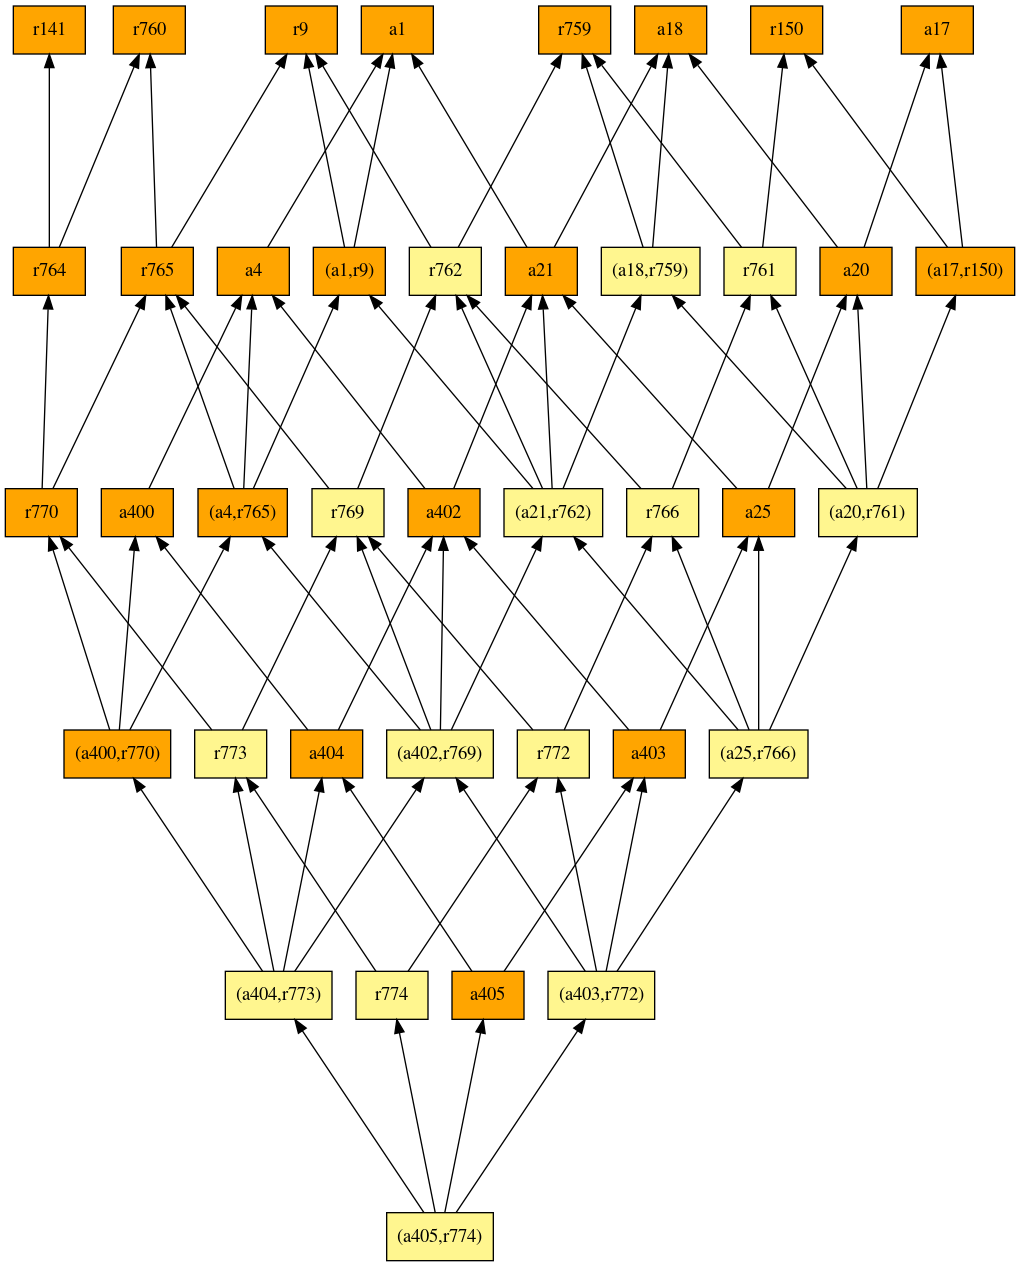 r141 r760 r9 a1 r759 a18 r150 a17
r764 r765 a4 (a1,r9) r762 a21 (a18,r759) r761 a20 (a17,r150)
r770 a400 (a4,r765) r769 a402 (a21,r762) r766 a25 (a20,r761)
(a400,r770) r773 a404 (a402,r769) r772 a403 (a25,r766)
(a404,r773) r774 a405 (a403,r772)
(a405,r774)